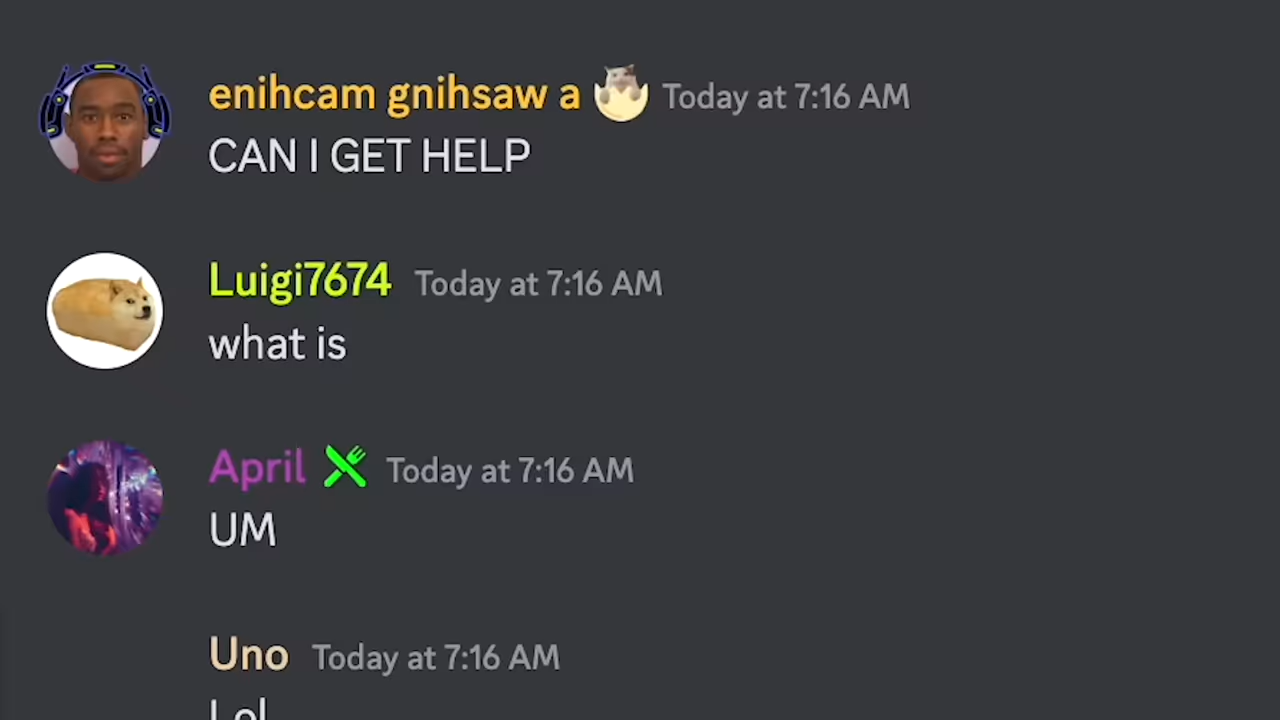 enihcam gnihsaw a Today at 7:16 AM
CAN I GET HELP
Luigi7674 Today at 7:16 AM
what is
April Today at 7:16 AM
UM
Uno Today at 7:16 AM
Lol